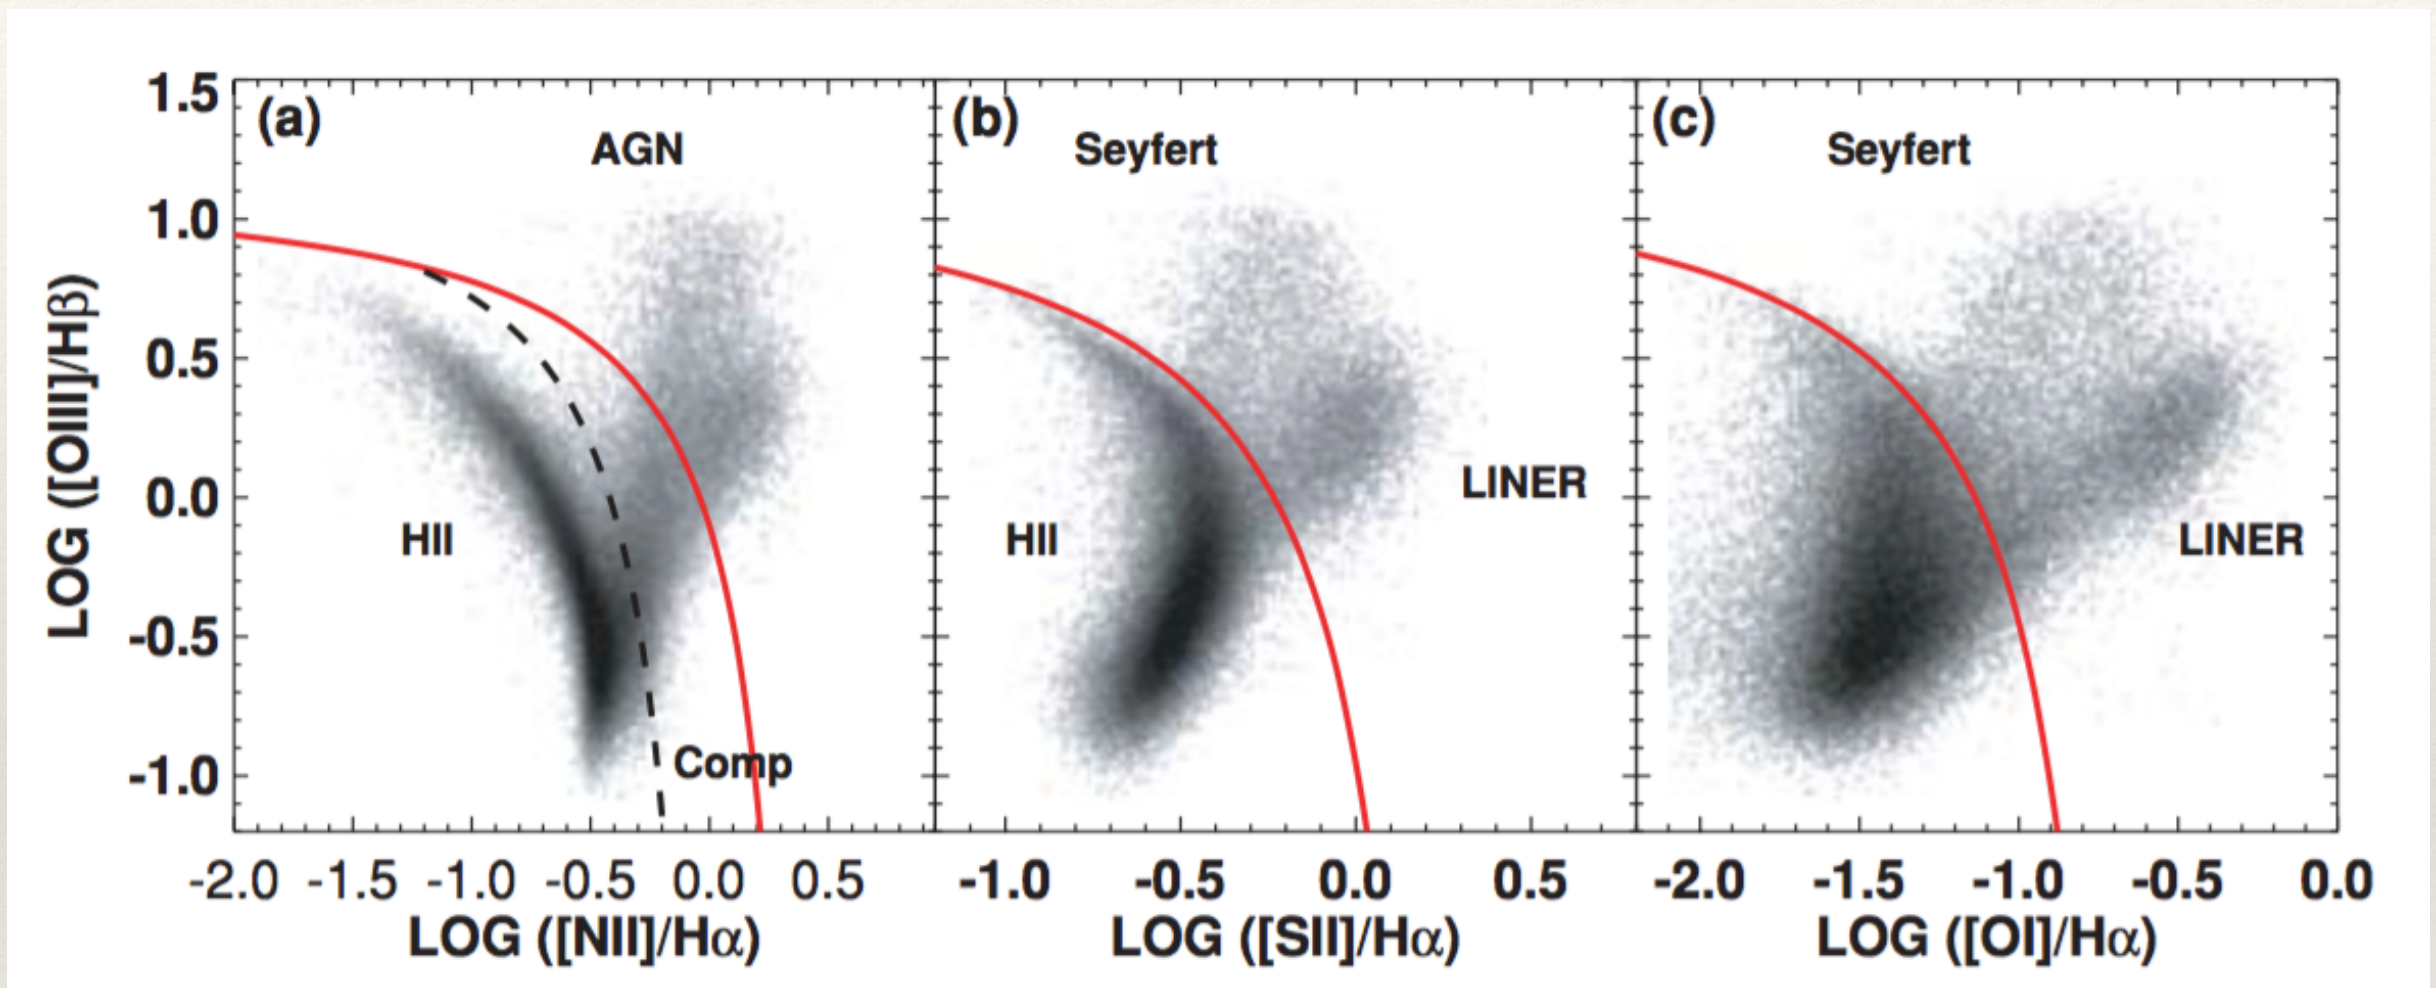 (a)
AGN
HII
Comp
1.5
1.0
0.5
0.0
-0.5
-1.0
LOG ([OIII]/Hβ)
-2.0 -1.5 -1.0 -0.5 0.0 0.5
LOG ([NII]/Hα)
(b)
Seyfert
LINER
HII
-1.0 -0.5 0.0 0.5
LOG ([SII]/Hα)
(c)
Seyfert
LINER
-2.0 -1.5 -1.0 -0.5 0.0
LOG ([OI]/Hα)